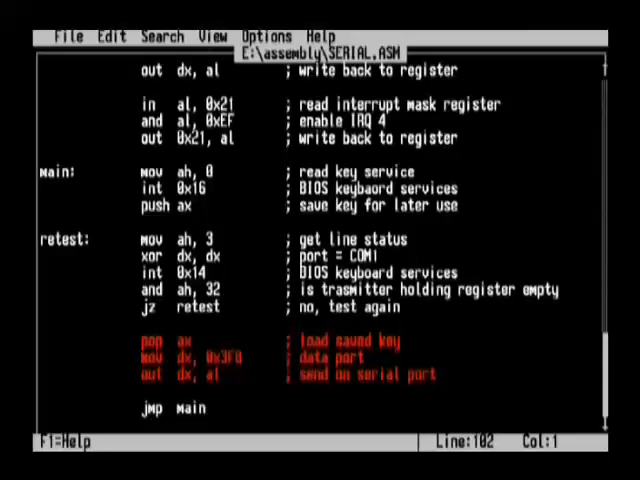 File Edit Search View Options Help
E:\assembly\SERIAL.ASM
out dx, al ; write back to register
in al, 0x21 ; read interrupt mask register
and al, 0xEF ; enable IRQ 4
out 0x21, al ; write back to register
main: mov ah, 0 ; read key service
int 0x16 ; BIOS keybaord services
push ax ; save key for later use
retest: mov ah, 3 ; get line status
xor dx, dx ; port = COM1
int 0x14 ; BIOS keyboard services
and ah, 32 ; is trasmitter holding register empty
jz retest ; no, test again
pop ax ; load saved key
mov dx, 0x3F8 ; data port
out dx, al ; send on serial port
jmp main
F1=Help Line:102 Col:1